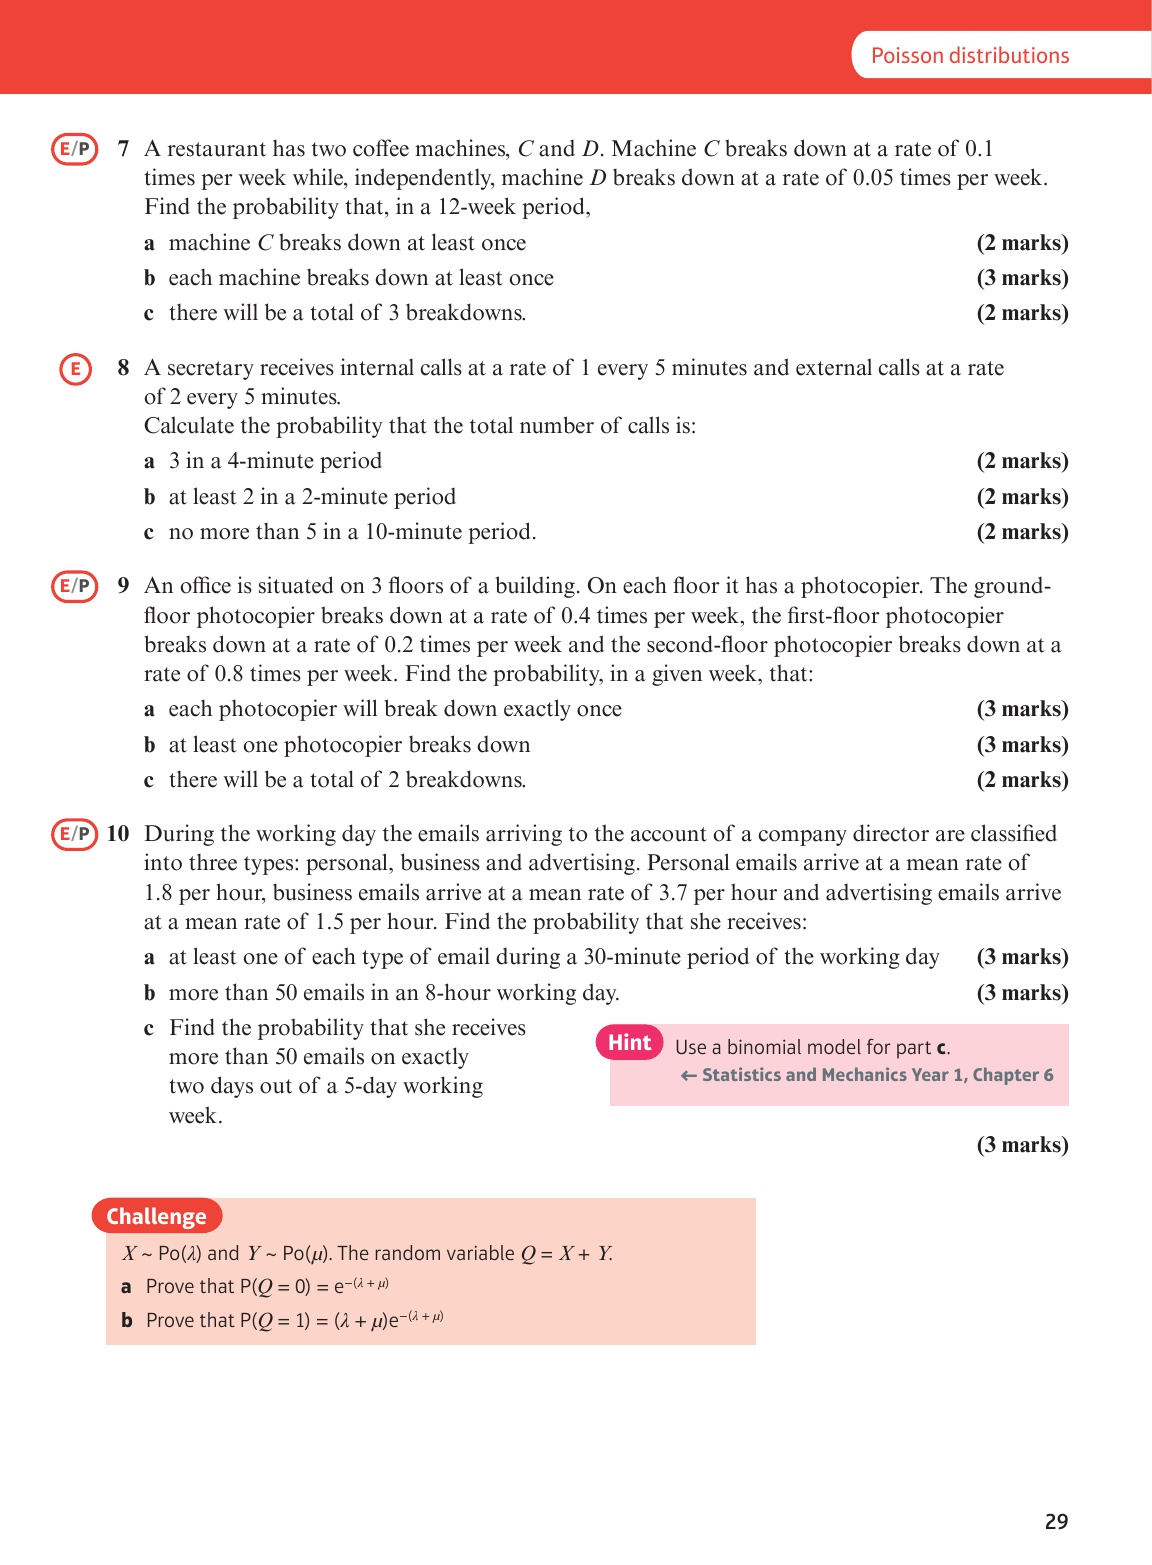 Poisson distributions
E/P 7 A restaurant has two coffee machines, C and D. Machine C breaks down at a rate of 0.1
times per week while, independently, machine D breaks down at a rate of 0.05 times per week.
Find the probability that, in a 12-week period,
a machine C breaks down at least once (2 marks)
b each machine breaks down at least once (3 marks)
c there will be a total of 3 breakdowns. (2 marks)
E 8 A secretary receives internal calls at a rate of 1 every 5 minutes and external calls at a rate
of 2 every 5 minutes.
Calculate the probability that the total number of calls is:
a 3 in a 4-minute period (2 marks)
b at least 2 in a 2-minute period (2 marks)
c no more than 5 in a 10-minute period. (2 marks)
E/P 9 An office is situated on 3 floors of a building. On each floor it has a photocopier. The ground-
floor photocopier breaks down at a rate of 0.4 times per week, the first-floor photocopier
breaks down at a rate of 0.2 times per week and the second-floor photocopier breaks down at a
rate of 0.8 times per week. Find the probability, in a given week, that:
a each photocopier will break down exactly once (3 marks)
b at least one photocopier breaks down (3 marks)
c there will be a total of 2 breakdowns. (2 marks)
E/P 10 During the working day the emails arriving to the account of a company director are classified
into three types: personal, business and advertising. Personal emails arrive at a mean rate of
1.8 per hour, business emails arrive at a mean rate of 3.7 per hour and advertising emails arrive
at a mean rate of 1.5 per hour. Find the probability that she receives:
a at least one of each type of email during a 30-minute period of the working day (3 marks)
b more than 50 emails in an 8-hour working day. (3 marks)
c Find the probability that she receives
more than 50 emails on exactly
two days out of a 5-day working
week.
Hint Use a binomial model for part c.
← Statistics and Mechanics Year 1, Chapter 6
(3 marks)
Challenge
X ~ Po(λ) and Y ~ Po(μ). The random variable Q = X + Y.
a Prove that P(Q = 0) = e^−(λ + μ)
b Prove that P(Q = 1) = (λ + μ)e^−(λ + μ)
29